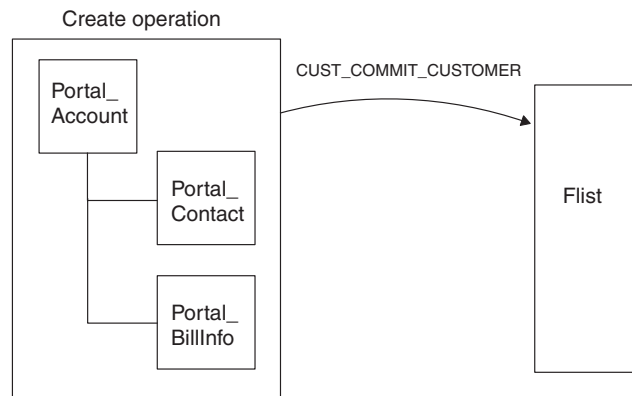 Create operation
CUST_COMMIT_CUSTOMER
Portal_
Account
Portal_
Contact
Flist
Portal_
BillInfo